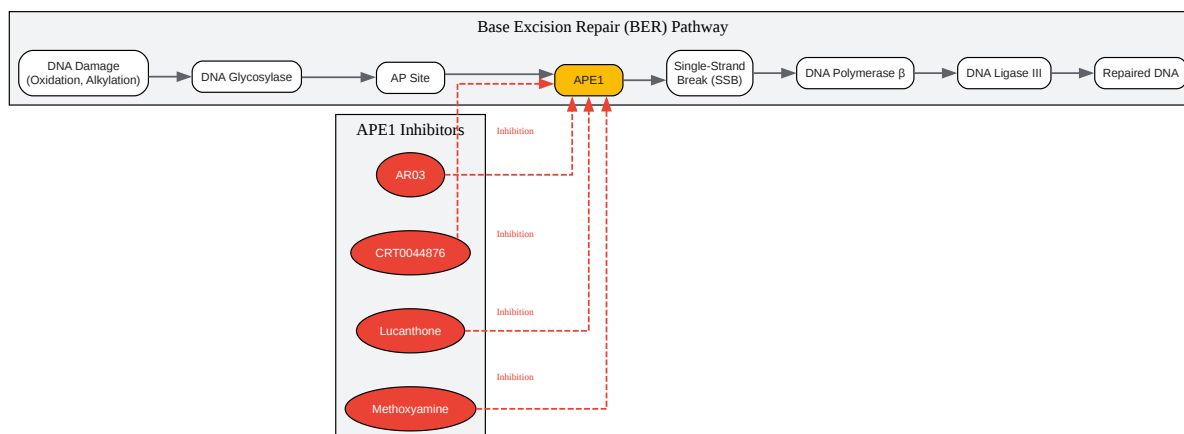 Base Excision Repair (BER) Pathway
DNA Damage
(Oxidation, Alkylation)
DNA Glycosylase
AP Site
APE1
Single-Strand
Break (SSB)
DNA Polymerase β
DNA Ligase III
Repaired DNA
APE1 Inhibitors
Inhibition
AR03
Inhibition
CRT0044876
Inhibition
Lucanthone
Inhibition
Methoxyamine